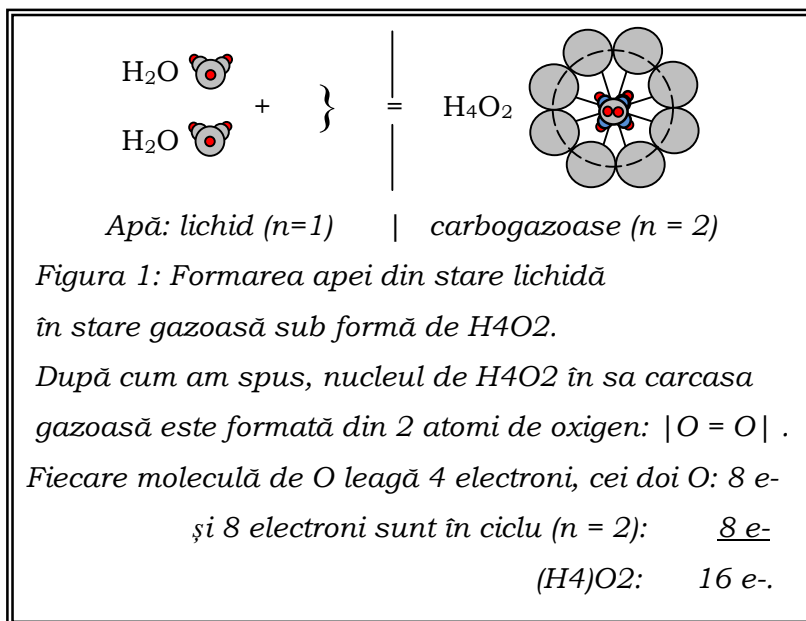 H₂O
+ } = H₄O₂
H₂O
Apă: lichid (n=1) | carbogazoase (n = 2)
Figura 1: Formarea apei din stare lichidă
în stare gazoasă sub formă de H4O2.
După cum am spus, nucleul de H4O2 în sa carcasa
gazoasă este formată din 2 atomi de oxigen: |O = O| .
Fiecare moleculă de O leagă 4 electroni, cei doi O: 8 e-
și 8 electroni sunt în ciclu (n = 2): 8 e-
(H4)O2: 16 e-.